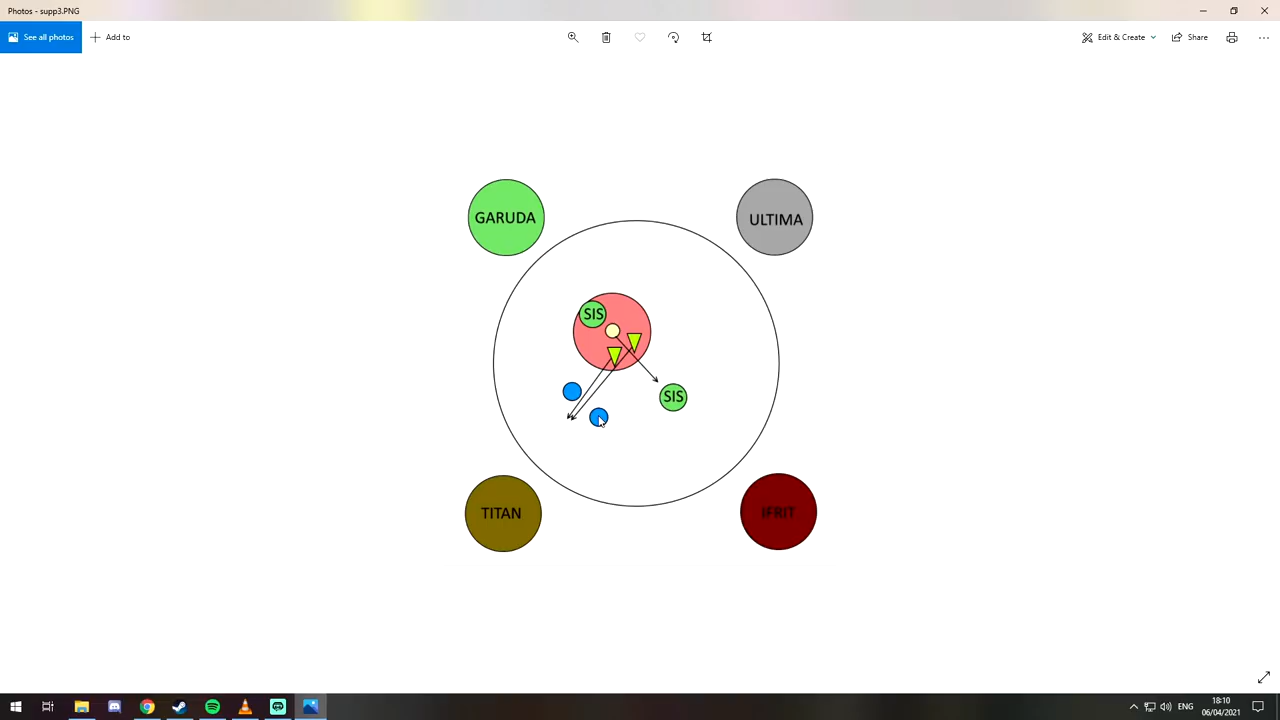 Photos - supp3.PNG
See all photos
Add to
Edit & Create
Share
GARUDA
ULTIMA
SIS
SIS
TITAN
IFRIT
ENG
18:10
06/04/2021